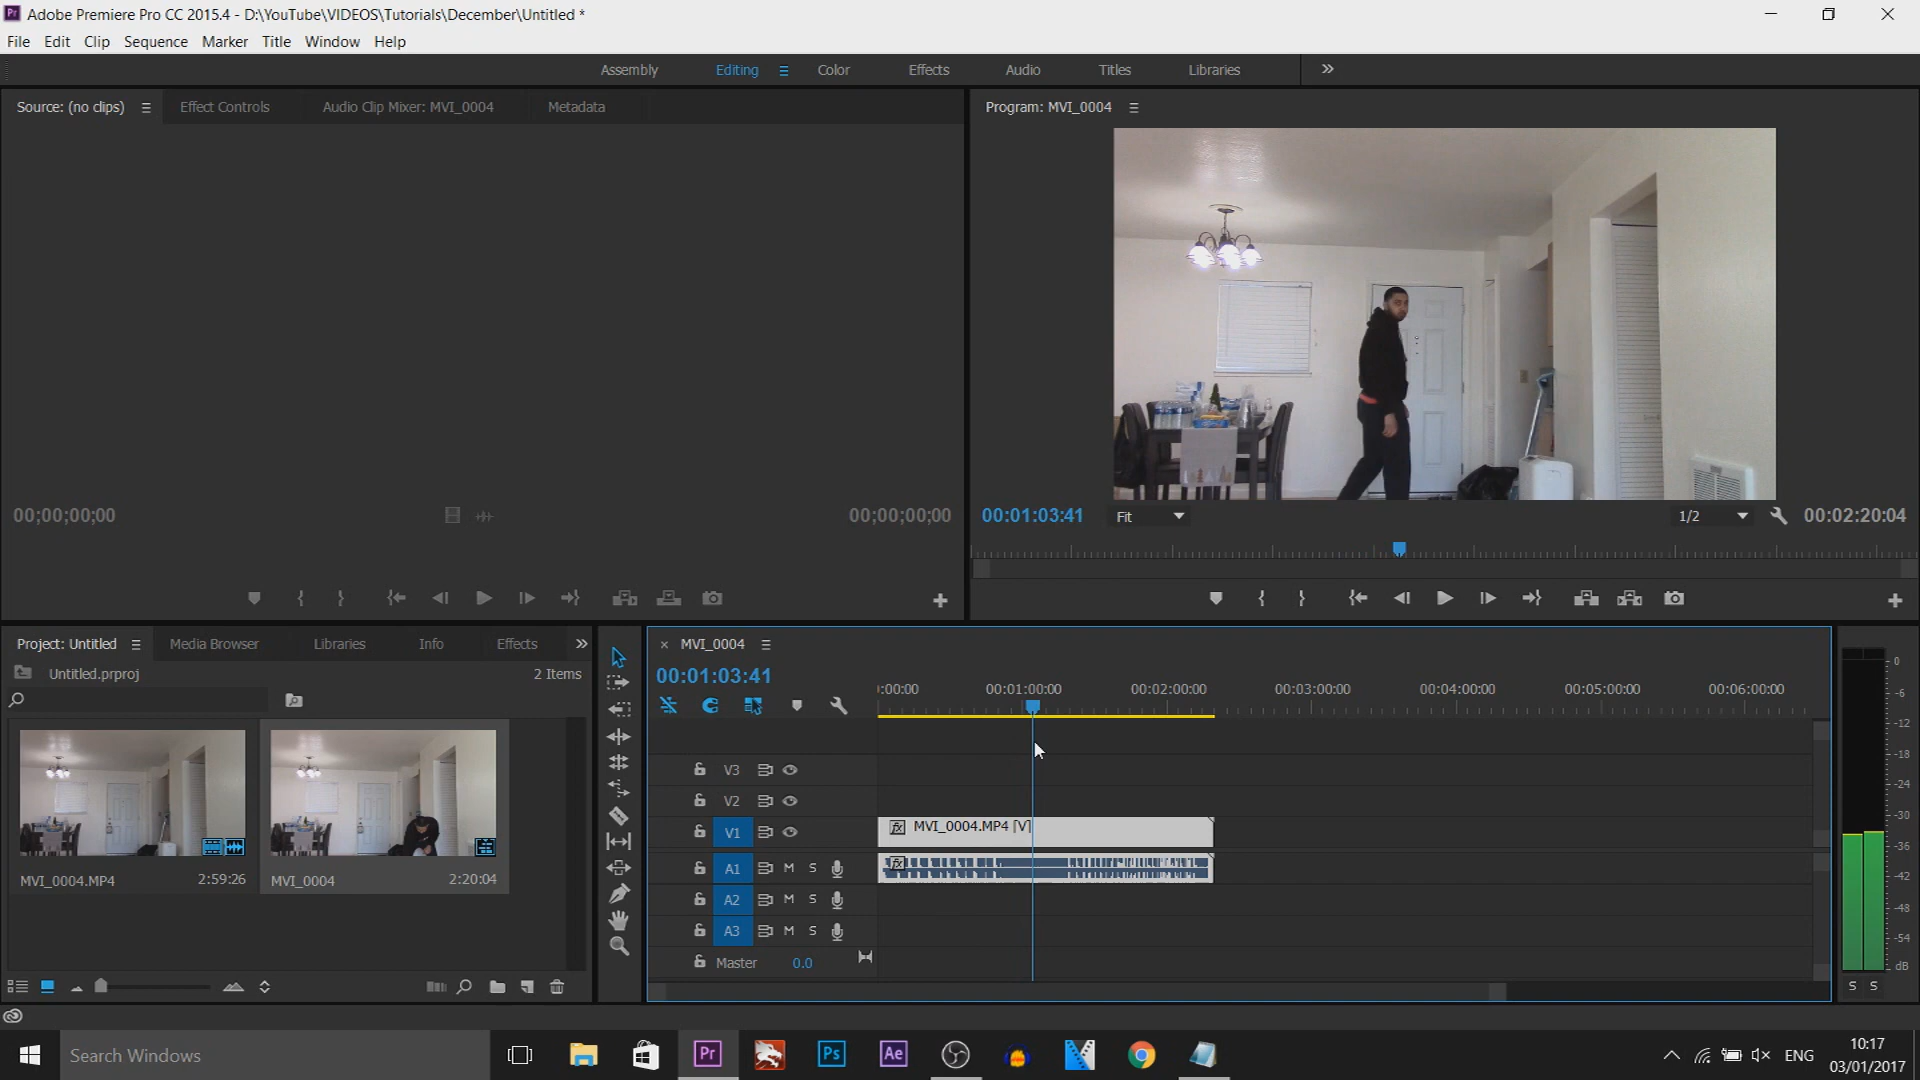 Pr Adobe Premiere Pro CC 2015.4 - D:\YouTube\VIDEOS\Tutorials\December\Untitled *
File Edit Clip Sequence Marker Title Window Help
Assembly Editing Color Effects Audio Titles Libraries
Source: (no clips) Effect Controls Audio Clip Mixer: MVI_0004 Metadata
Program: MVI_0004
00;00;00;00 00;00;00;00
00:01:03:41 Fit 1/2 00:02:20:04
Project: Untitled Media Browser Libraries Info Effects
Untitled.prproj 2 Items
MVI_0004.MP4 2:59:26 MVI_0004 2:20:04
MVI_0004
00:01:03:41
:00:00 00:01:00:00 00:02:00:00 00:03:00:00 00:04:00:00 00:05:00:00 00:06:00:00
V3
V2
V1 fx MVI_0004.MP4 [V]
A1 M S fx
A2 M S
A3 M S
Master 0.0
0
-6
-12
-18
-24
-30
-36
-42
-48
-54
dB
S S
Search Windows Pr Ps Ae ENG 10:17
03/01/2017